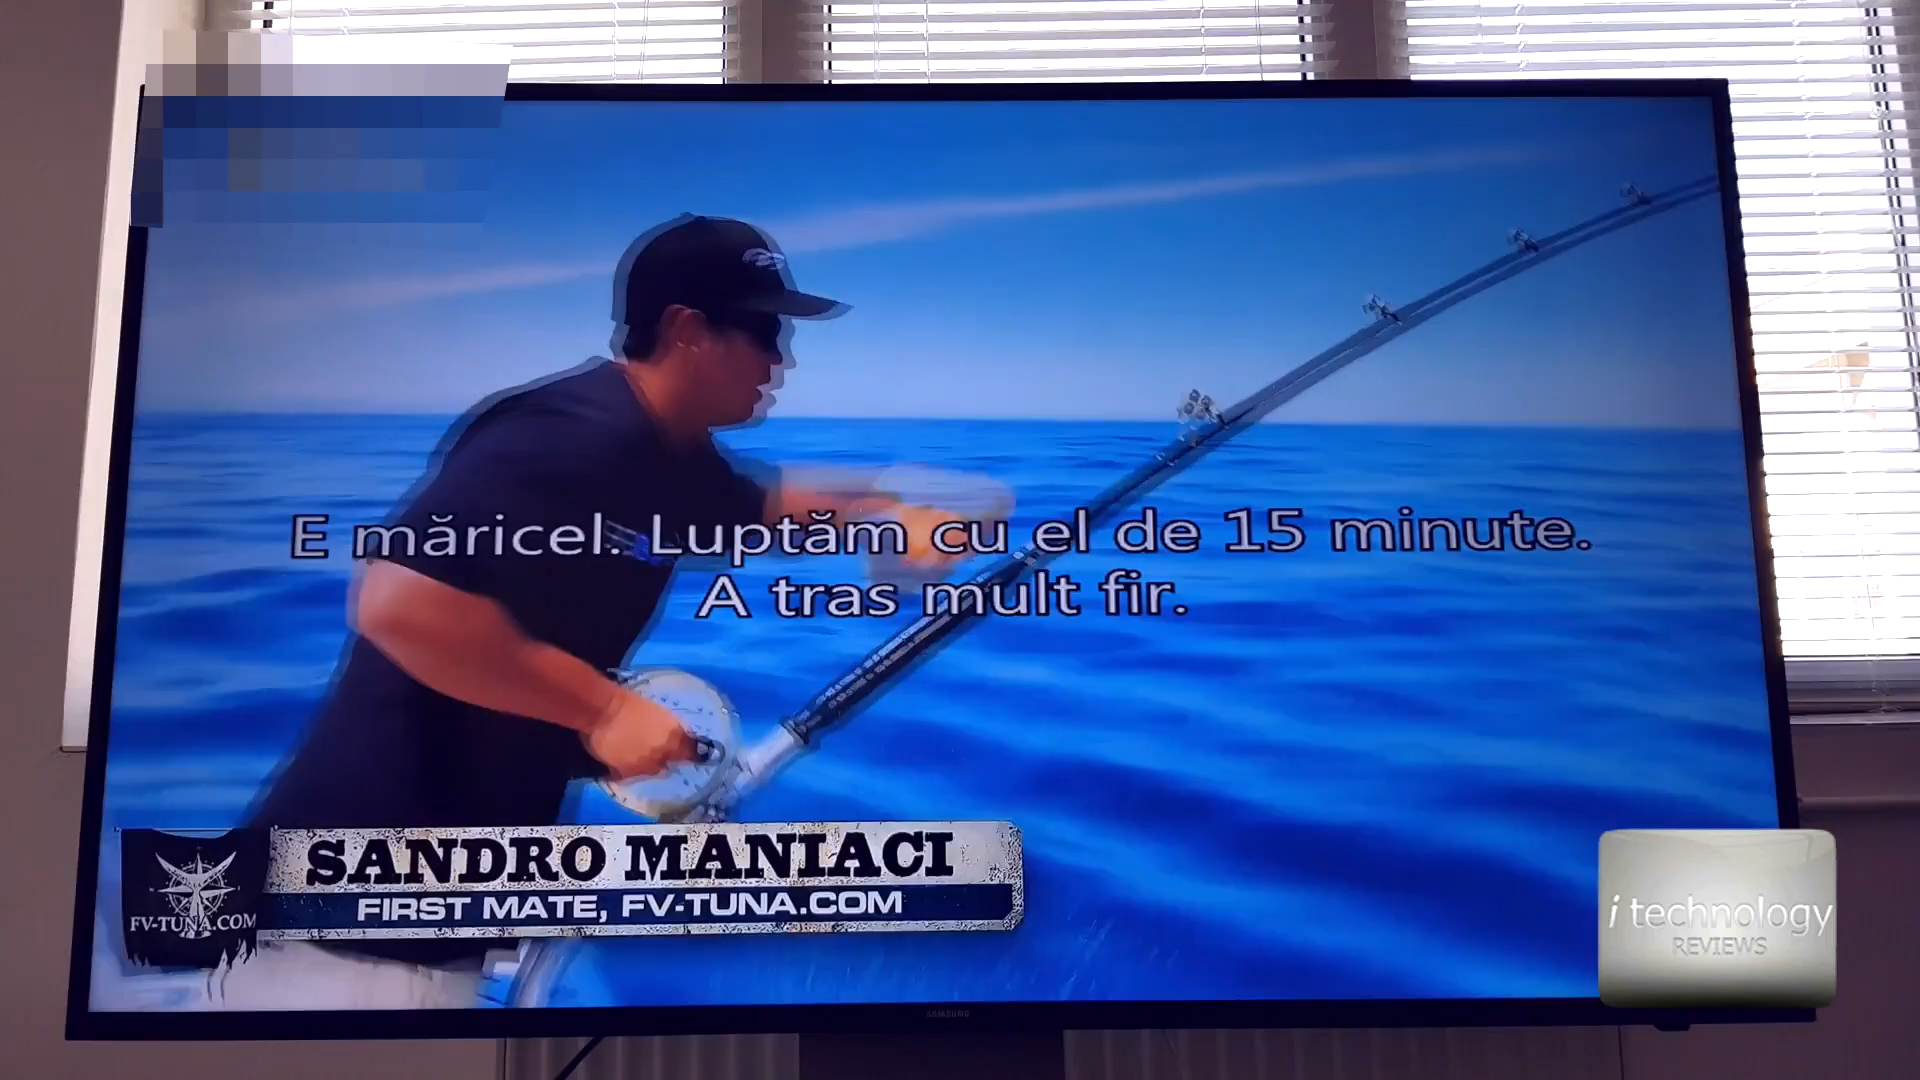 E măricel. Luptăm cu el de 15 minute.
A tras mult fir.
SANDRO MANIACI
FIRST MATE, FV-TUNA.COM
FV-TUNA.COM
i technology
REVIEWS
SAMSUNG